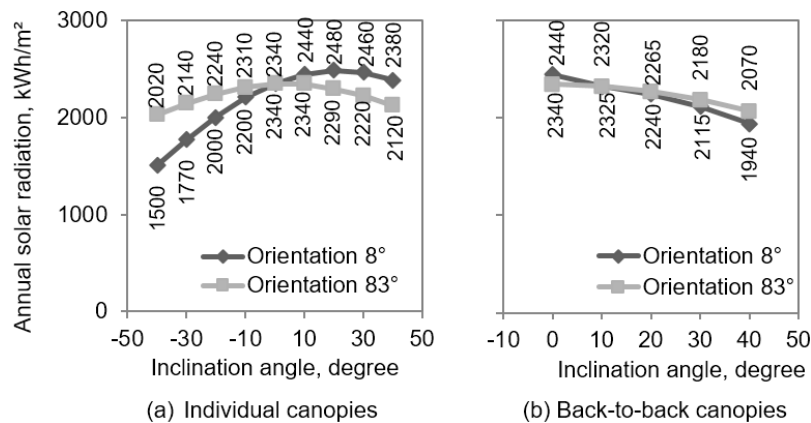 Annual solar radiation, kWh/m²
3000
2000
1000
0
2020
2140
2240
2310
2340
2440
2480
2460
2380
1500
1770
2000
2200
2340
2340
2290
2220
2120
Orientation 8°
Orientation 83°
-50 -30 -10 10 30 50
Inclination angle, degree
(a) Individual canopies
2440
2320
2265
2180
2070
2340
2325
2240
2115
1940
Orientation 8°
Orientation 83°
-10 0 10 20 30 40 50
Inclination angle, degree
(b) Back-to-back canopies